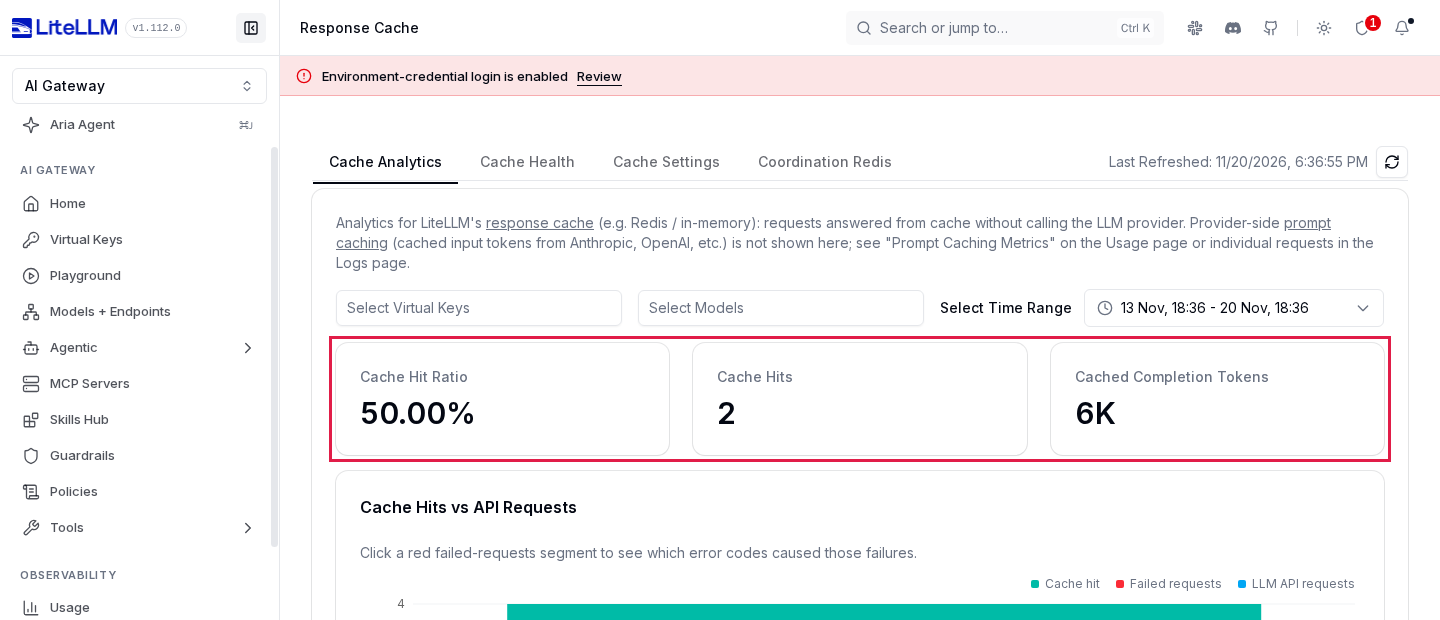 LiteLLM
v1.112.0
Response Cache
Search or jump to…
Ctrl K
1
Environment-credential login is enabled Review
AI Gateway
Aria Agent
⌘J
AI GATEWAY
Home
Virtual Keys
Playground
Models + Endpoints
Agentic
MCP Servers
Skills Hub
Guardrails
Policies
Tools
OBSERVABILITY
Usage
Cache Analytics
Cache Health
Cache Settings
Coordination Redis
Last Refreshed: 11/20/2026, 6:36:55 PM
Analytics for LiteLLM's response cache (e.g. Redis / in-memory): requests answered from cache without calling the LLM provider. Provider-side prompt
caching (cached input tokens from Anthropic, OpenAI, etc.) is not shown here; see "Prompt Caching Metrics" on the Usage page or individual requests in the
Logs page.
Select Virtual Keys
Select Models
Select Time Range
13 Nov, 18:36 - 20 Nov, 18:36
Cache Hit Ratio
50.00%
Cache Hits
2
Cached Completion Tokens
6K
Cache Hits vs API Requests
Click a red failed-requests segment to see which error codes caused those failures.
Cache hit
Failed requests
LLM API requests
4